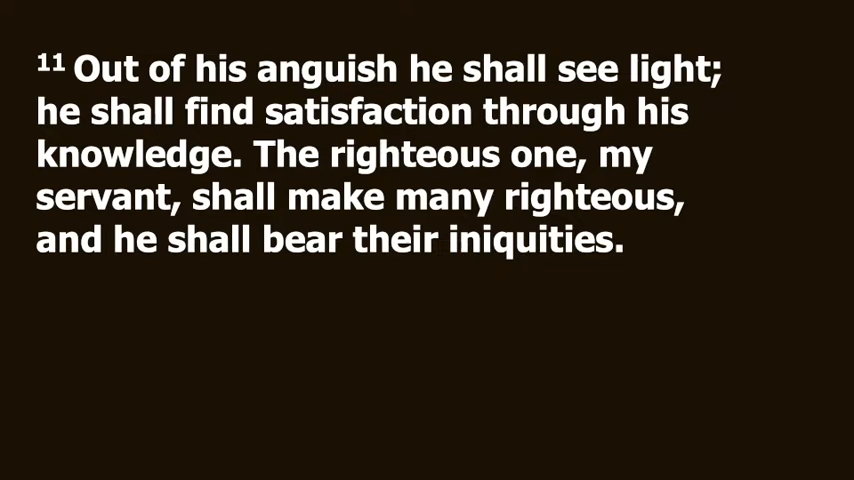 11 Out of his anguish he shall see light;
he shall find satisfaction through his
knowledge. The righteous one, my
servant, shall make many righteous,
and he shall bear their iniquities.